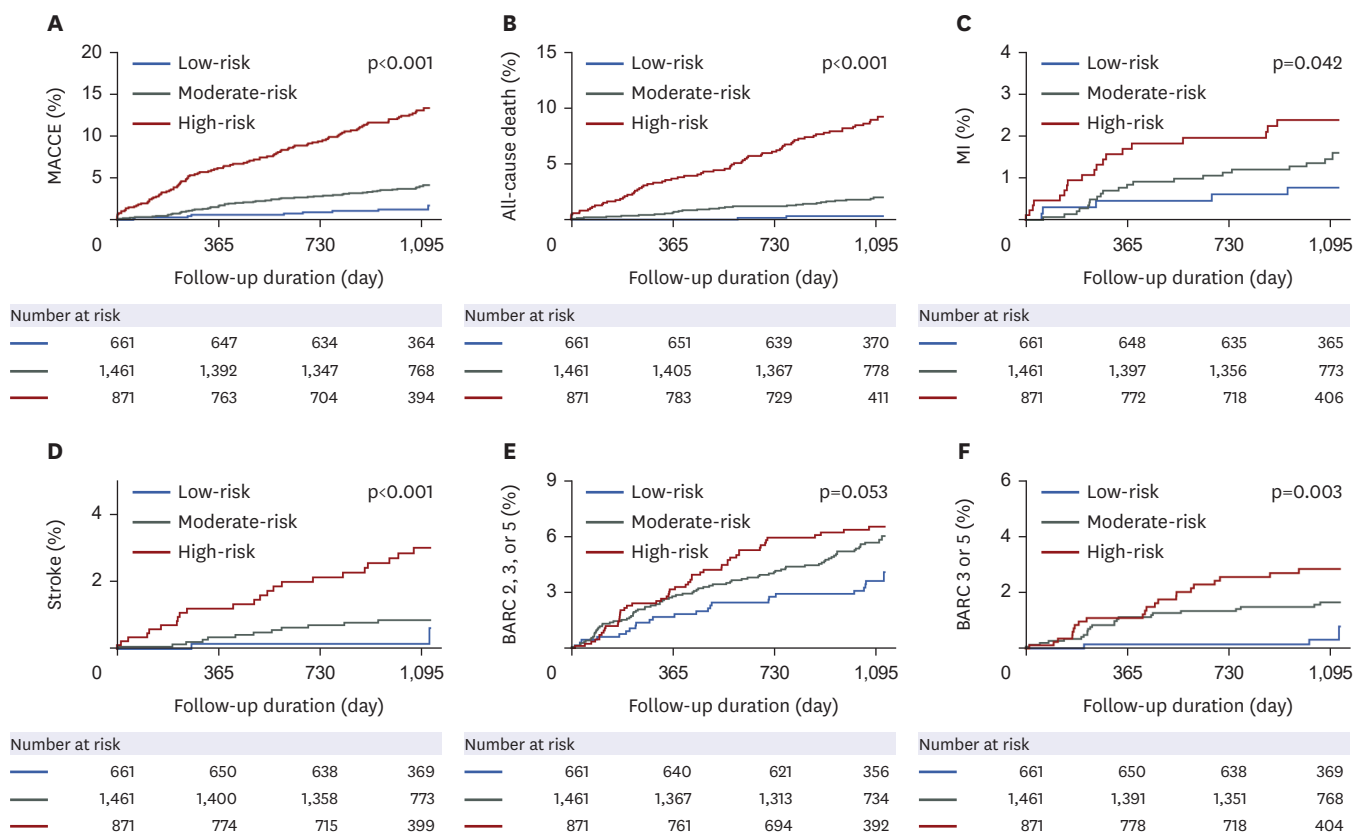 A
MACCE (%)
20
15
10
5
Low-risk
Moderate-risk
High-risk
p<0.001
0 365 730 1,095
Follow-up duration (day)
Number at risk
661 647 634 364
1,461 1,392 1,347 768
871 763 704 394
B
All-cause death (%)
15
10
5
Low-risk
Moderate-risk
High-risk
p<0.001
0 365 730 1,095
Follow-up duration (day)
Number at risk
661 651 639 370
1,461 1,405 1,367 778
871 783 729 411
C
MI (%)
4
3
2
1
Low-risk
Moderate-risk
High-risk
p=0.042
0 365 730 1,095
Follow-up duration (day)
Number at risk
661 648 635 365
1,461 1,397 1,356 773
871 772 718 406
D
Stroke (%)
4
2
Low-risk
Moderate-risk
High-risk
p<0.001
0 365 730 1,095
Follow-up duration (day)
Number at risk
661 650 638 369
1,461 1,400 1,358 773
871 774 715 399
E
BARC 2, 3, or 5 (%)
9
6
3
Low-risk
Moderate-risk
High-risk
p=0.053
0 365 730 1,095
Follow-up duration (day)
Number at risk
661 640 621 356
1,461 1,367 1,313 734
871 761 694 392
F
BARC 3 or 5 (%)
6
4
2
Low-risk
Moderate-risk
High-risk
p=0.003
0 365 730 1,095
Follow-up duration (day)
Number at risk
661 650 638 369
1,461 1,391 1,351 768
871 778 718 404